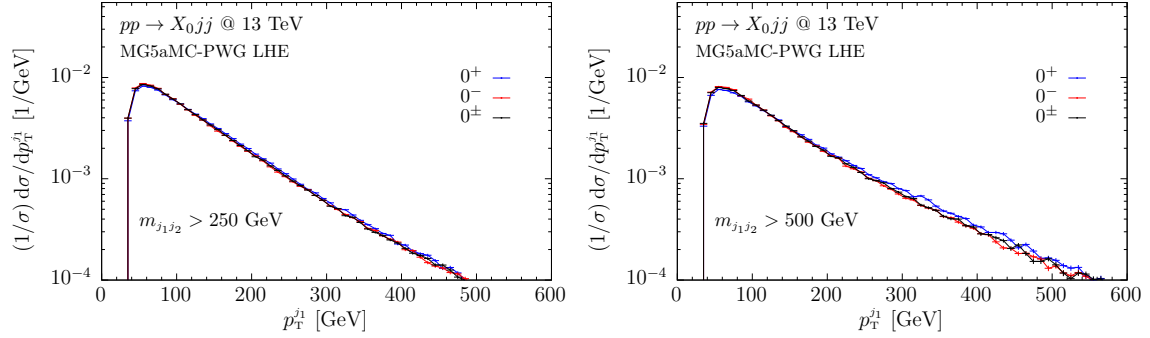 pp → X₀jj @ 13 TeV
MG5aMC-PWG LHE
0⁺
0⁻
0±
m_{j₁j₂} > 250 GeV
(1/σ) dσ/dp_T^{j₁} [1/GeV]
10⁻²
10⁻³
10⁻⁴
0 100 200 300 400 500 600
p_T^{j₁} [GeV]
pp → X₀jj @ 13 TeV
MG5aMC-PWG LHE
0⁺
0⁻
0±
m_{j₁j₂} > 500 GeV
(1/σ) dσ/dp_T^{j₁} [1/GeV]
10⁻²
10⁻³
10⁻⁴
0 100 200 300 400 500 600
p_T^{j₁} [GeV]